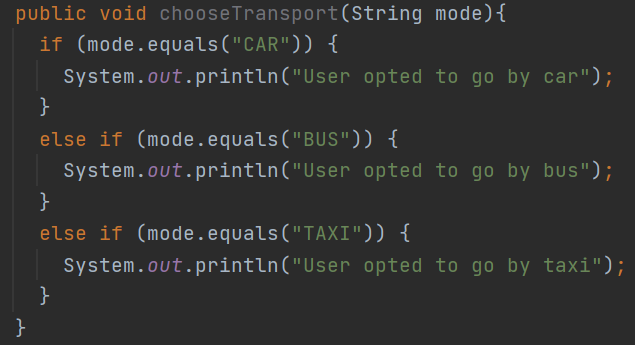 public void chooseTransport(String mode){
if (mode.equals("CAR")) {
System.out.println("User opted to go by car");
}
else if (mode.equals("BUS")) {
System.out.println("User opted to go by bus");
}
else if (mode.equals("TAXI")) {
System.out.println("User opted to go by taxi");
}
}